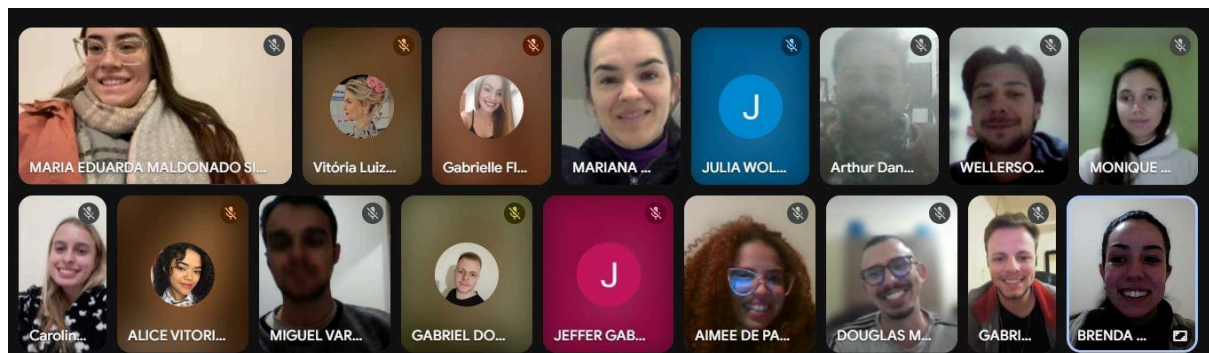 MARIA EDUARDA MALDONADO SI...
Vitória Luiz...
Gabrielle Fl...
MARIANA ...
J
JULIA WOL...
Arthur Dan...
WELLERSO...
MONIQUE ...
Carolin...
ALICE VITORI...
MIGUEL VAR...
GABRIEL DO...
J
JEFFER GAB...
AIMEE DE PA...
DOUGLAS M...
GABRI...
BRENDA ...